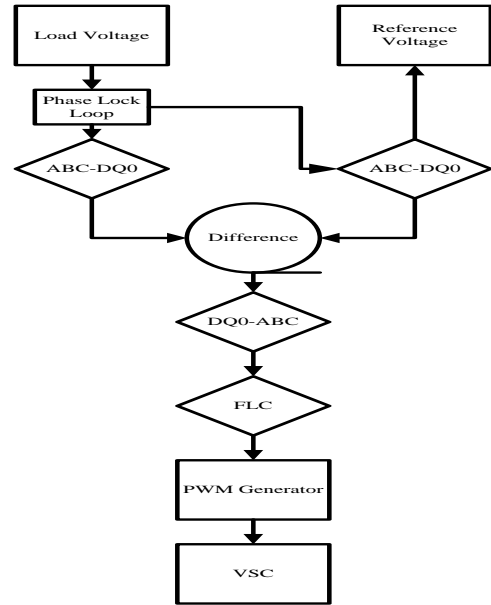 Load Voltage
Reference
Voltage
Phase Lock
Loop
ABC-DQ0
ABC-DQ0
Difference
DQ0-ABC
FLC
PWM Generator
VSC